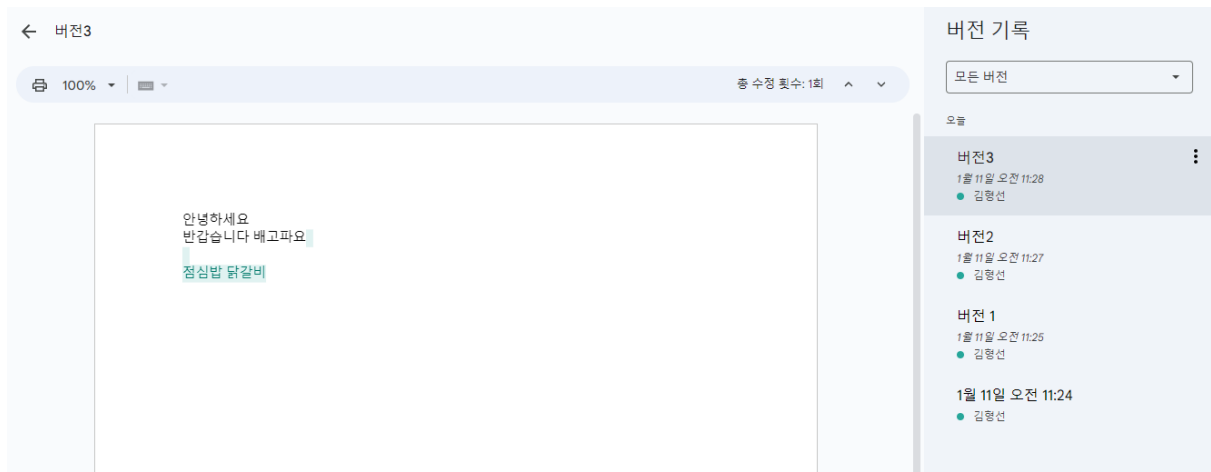 버전3
100%
총 수정 횟수: 1회
안녕하세요
반갑습니다 배고파요
점심밥 닭갈비
버전 기록
모든 버전
오늘
버전3
1월 11일 오전 11:28
김형선
버전2
1월 11일 오전 11:27
김형선
버전 1
1월 11일 오전 11:25
김형선
1월 11일 오전 11:24
김형선